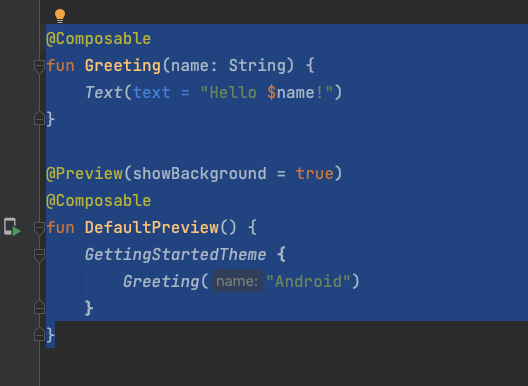 @Composable
fun Greeting(name: String) {
    Text(text = "Hello $name!")
}
@Preview(showBackground = true)
@Composable
fun DefaultPreview() {
    GettingStartedTheme {
        Greeting( name: "Android")
    }
}